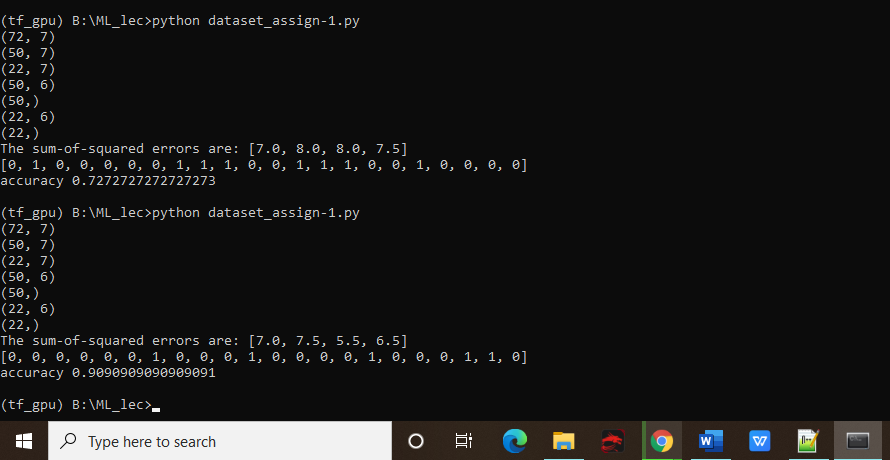 (tf_gpu) B:\ML_lec>python dataset_assign-1.py
(72, 7)
(50, 7)
(22, 7)
(50, 6)
(50,)
(22, 6)
(22,)
The sum-of-squared errors are: [7.0, 8.0, 8.0, 7.5]
[0, 1, 0, 0, 0, 0, 0, 1, 1, 1, 0, 0, 1, 1, 1, 0, 0, 1, 0, 0, 0, 0]
accuracy 0.7272727272727273
(tf_gpu) B:\ML_lec>python dataset_assign-1.py
(72, 7)
(50, 7)
(22, 7)
(50, 6)
(50,)
(22, 6)
(22,)
The sum-of-squared errors are: [7.0, 7.5, 5.5, 6.5]
[0, 0, 0, 0, 0, 0, 1, 0, 0, 0, 1, 0, 0, 0, 0, 1, 0, 0, 0, 1, 1, 0]
accuracy 0.9090909090909091
(tf_gpu) B:\ML_lec>
Type here to search